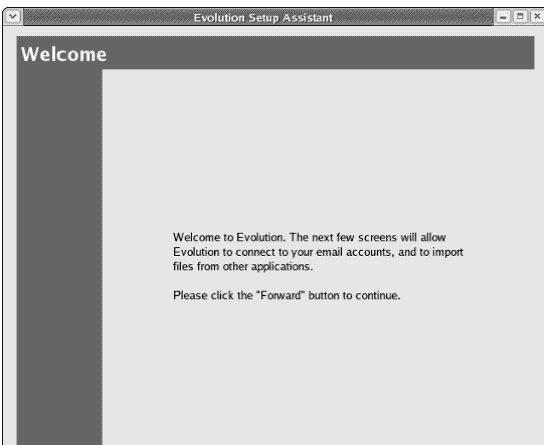 Evolution Setup Assistant
Welcome
Welcome to Evolution. The next few screens will allow
Evolution to connect to your email accounts, and to import
files from other applications.
Please click the "Forward" button to continue.